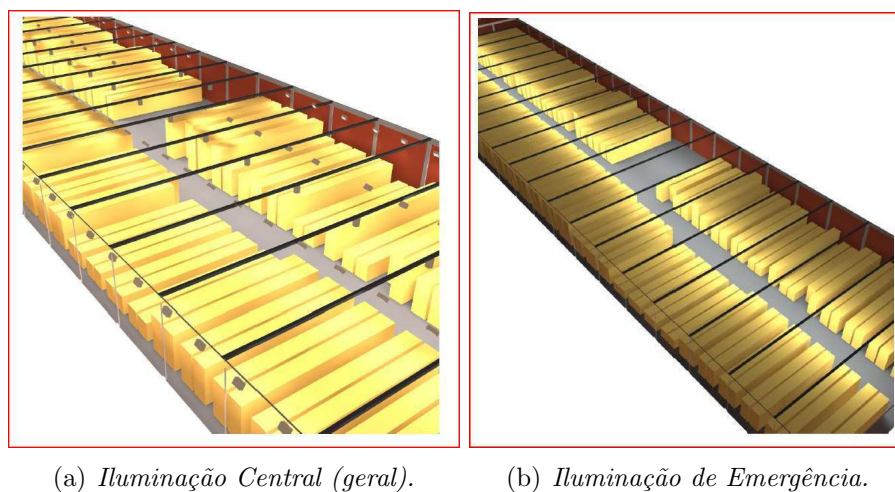 (a) Iluminação Central (geral).
(b) Iluminação de Emergência.